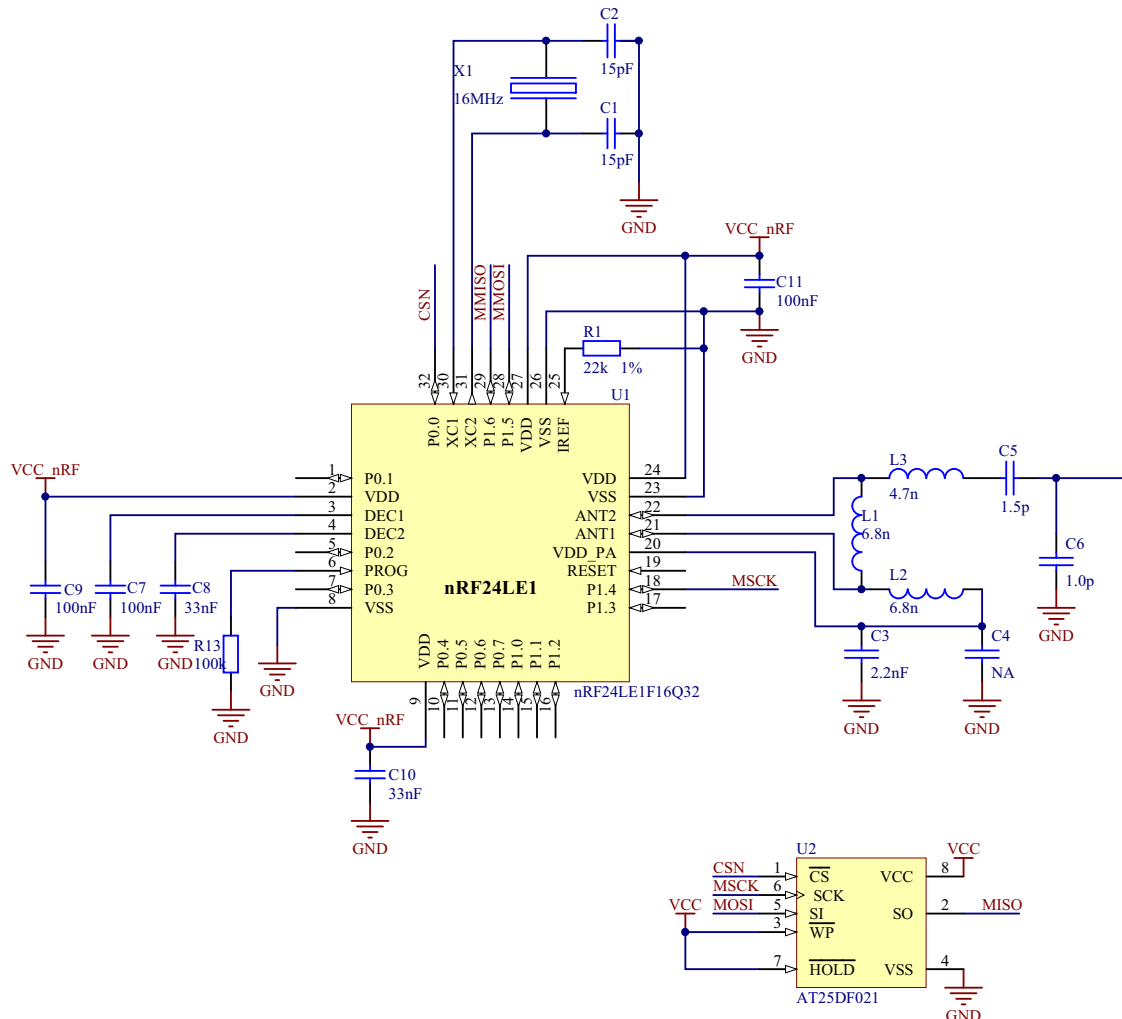 C2
15pF
X1
16MHz
C1
15pF
GND
VCC_nRF
C11
100nF
GND
CSN
MMISO
MMOSI
R1
22k 1%
32
30
31
29
28
27
26
25
U1
P0.0
XC1
XC2
P1.6
P1.5
VDD
VSS
IREF
VCC_nRF
1 P0.1
2 VDD
3 DEC1
4 DEC2
5 P0.2
6 PROG
7 P0.3
8 VSS
VDD 24
VSS 23
ANT2 22
ANT1 21
VDD_PA 20
RESET 19
P1.4 18 MSCK
P1.3 17
nRF24LE1
L3
4.7n
C5
1.5p
L1
6.8n
L2
6.8n
C6
1.0p
GND
C3
2.2nF
GND
C4
NA
GND
C9
100nF
GND
C7
100nF
GND
C8
33nF
GND
R13
100k
GND
GND
VDD
P0.4
P0.5
P0.6
P0.7
P1.0
P1.1
P1.2
9
10
11
12
13
14
15
16
nRF24LE1F16Q32
VCC_nRF
C10
33nF
GND
U2
CSN 1 CS
MSCK 6 SCK
MOSI 5 SI
VCC 3 WP
7 HOLD
VCC 8 VCC
SO 2 MISO
VSS 4
GND
AT25DF021